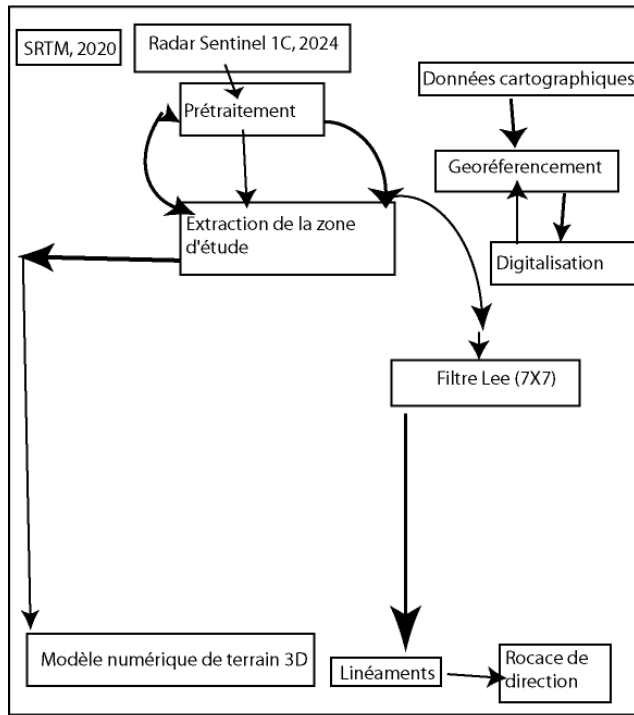 SRTM, 2020
Radar Sentinel 1C, 2024
Données cartographiques
Prétraitement
Georéferencement
Extraction de la zone
d'étude
Digitalisation
Filtre Lee (7X7)
Modèle numérique de terrain 3D
Linéaments
Rocace de
direction